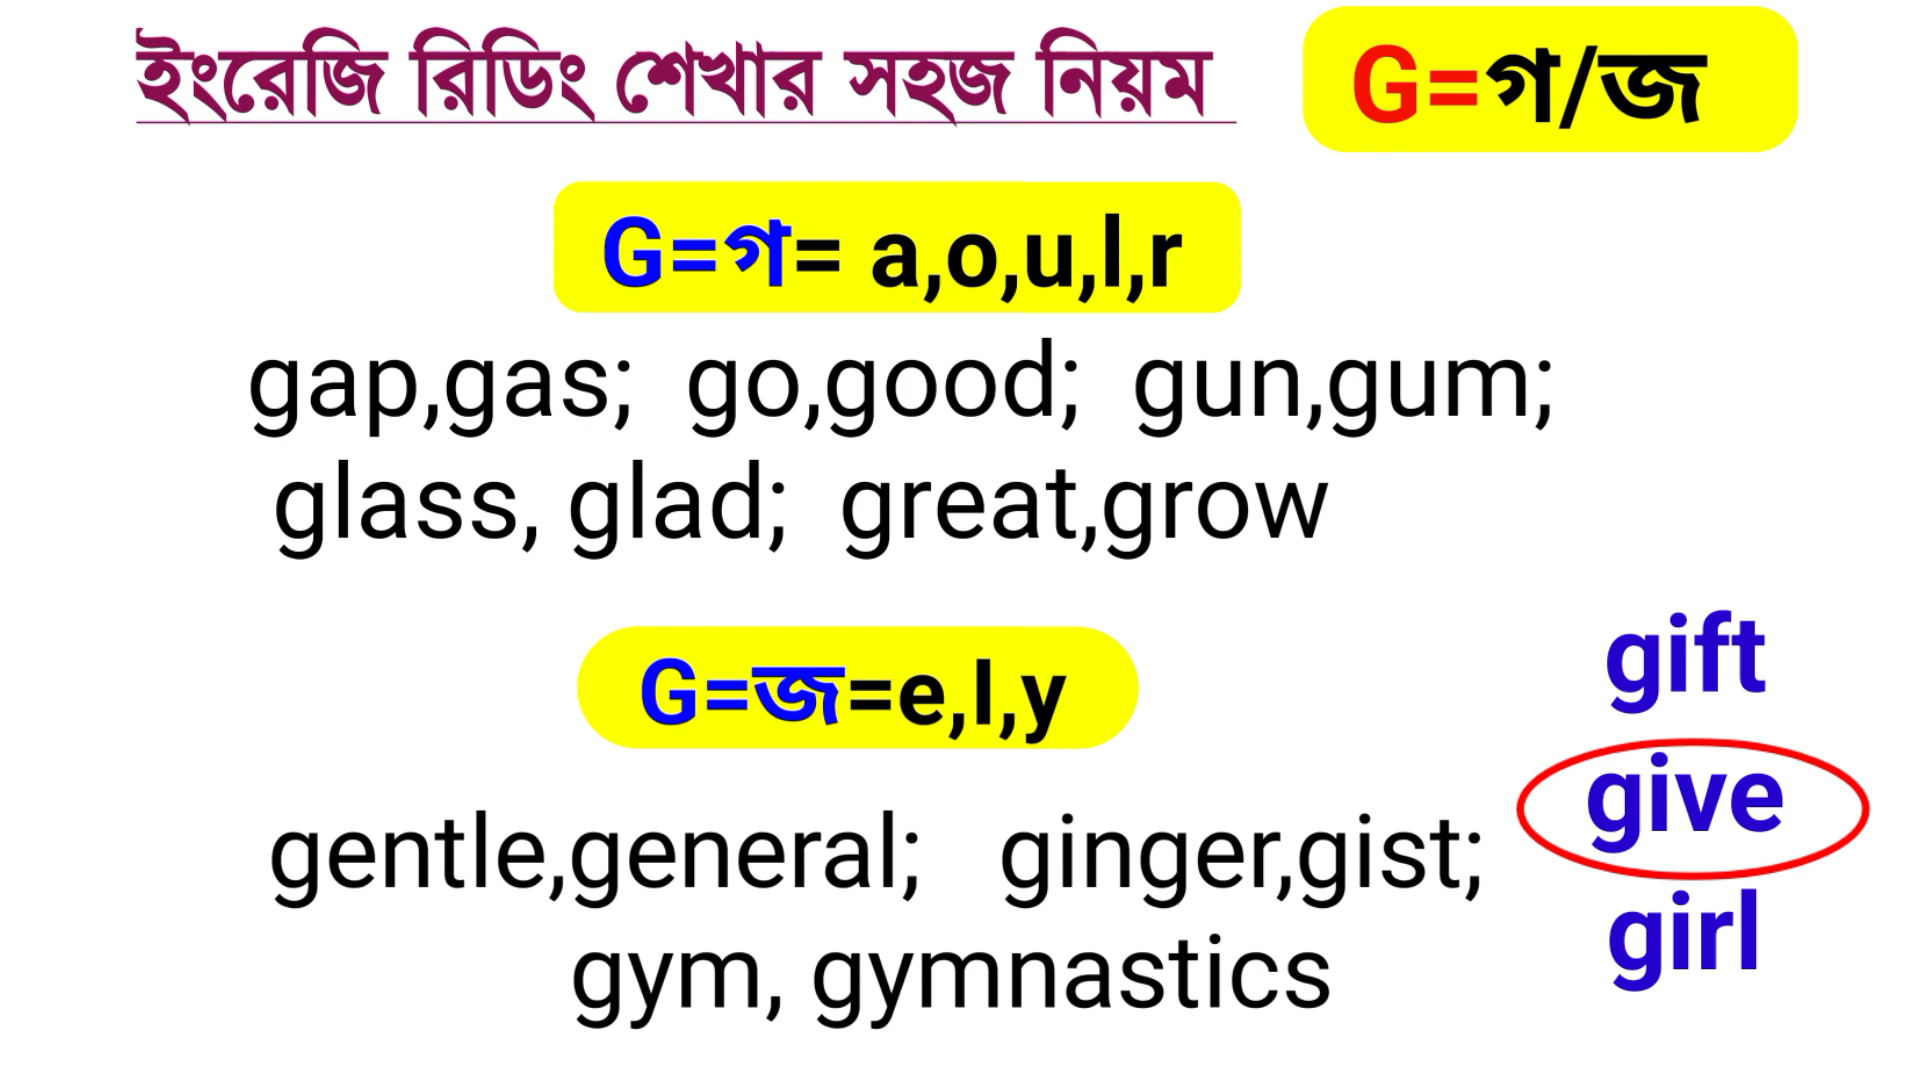 ইংরেজি রিডিং শেখার সহজ নিয়ম
G=গ/জ
G=গ= a,o,u,l,r
gap,gas; go,good; gun,gum;
glass, glad; great,grow
G=জ=e,I,y
gentle,general; ginger,gist;
gym, gymnastics
gift
give
girl